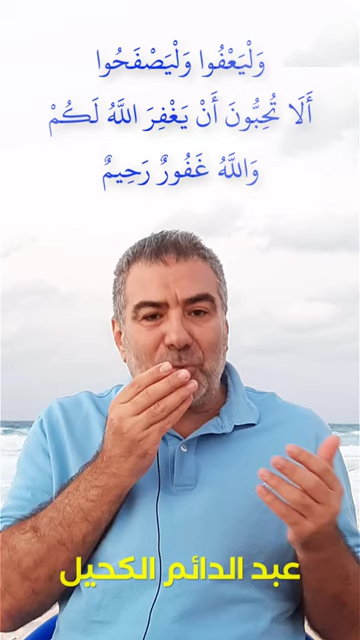 وَلْيَعْفُوا وَلْيَصْفَحُوا
أَلَا تُحِبُّونَ أَنْ يَغْفِرَ اللَّهُ لَكُمْ
وَاللَّهُ غَفُورٌ رَحِيمٌ
عبد الدائم الكحيل